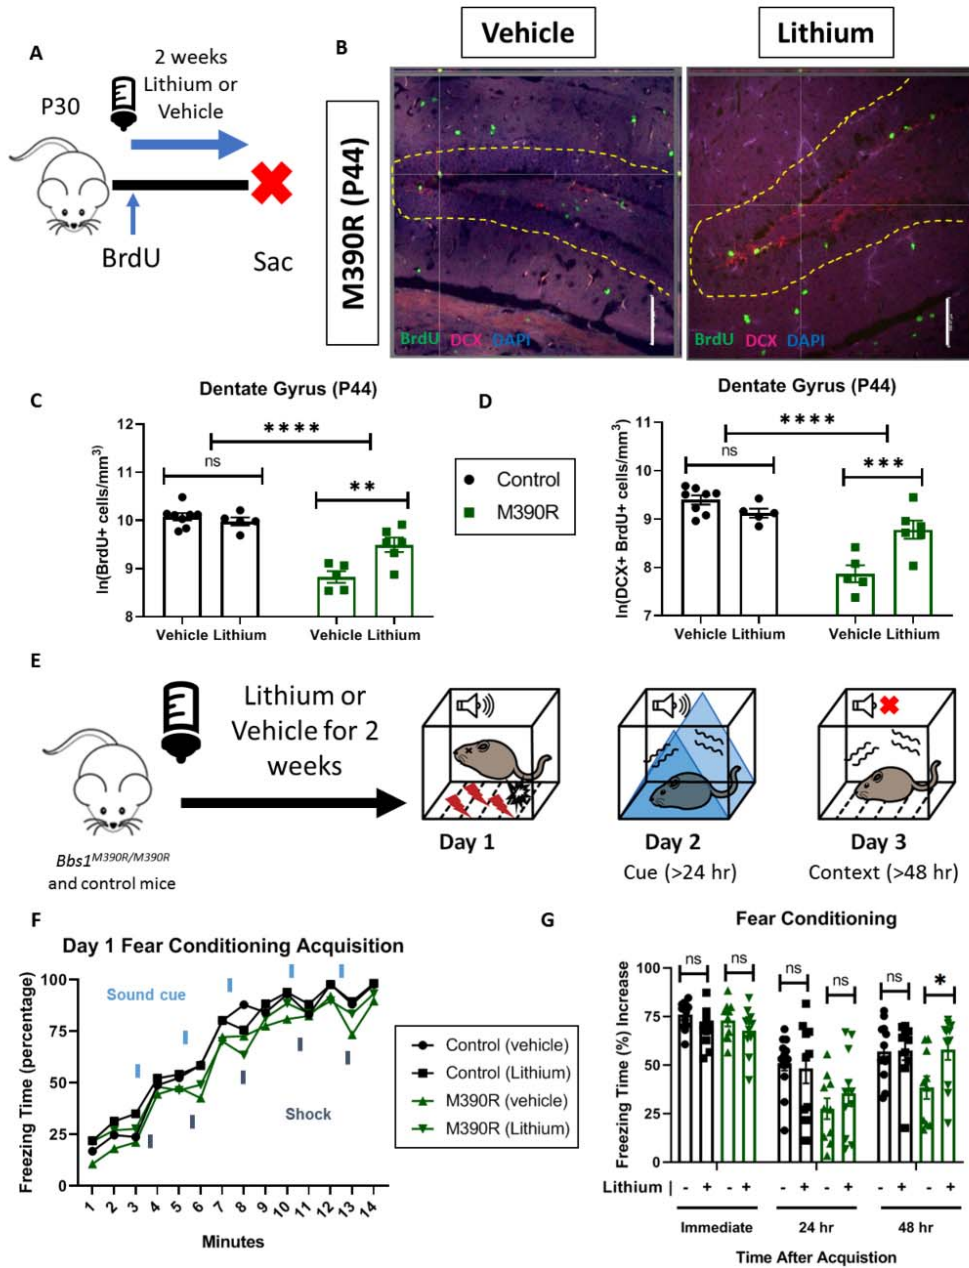 A
P30
2 weeks
Lithium or
Vehicle
BrdU
Sac
B
Vehicle
Lithium
M390R (P44)
BrdU DCX DAPI
BrdU DCX DAPI
C
Dentate Gyrus (P44)
ln(BrdU+ cells/mm³)
12
11
10
9
8
****
ns
**
Vehicle Lithium
Vehicle Lithium
Control
M390R
D
Dentate Gyrus (P44)
ln(DCX+ BrdU+ cells/mm³)
11
10
9
8
7
****
ns
***
Vehicle Lithium
Vehicle Lithium
E
Lithium or
Vehicle for 2
weeks
Bbs1^M390R/M390R
and control mice
Day 1
Day 2
Cue (>24 hr)
Day 3
Context (>48 hr)
F
Day 1 Fear Conditioning Acquisition
Freezing Time (percentage)
100
75
50
25
0
Sound cue
Shock
1 2 3 4 5 6 7 8 9 10 11 12 13 14
Minutes
Control (vehicle)
Control (Lithium)
M390R (vehicle)
M390R (Lithium)
G
Fear Conditioning
Freezing Time (%) Increase
100
75
50
25
0
ns ns ns ns ns *
Lithium | - + - + - + - + - + - +
Immediate 24 hr 48 hr
Time After Acquistion